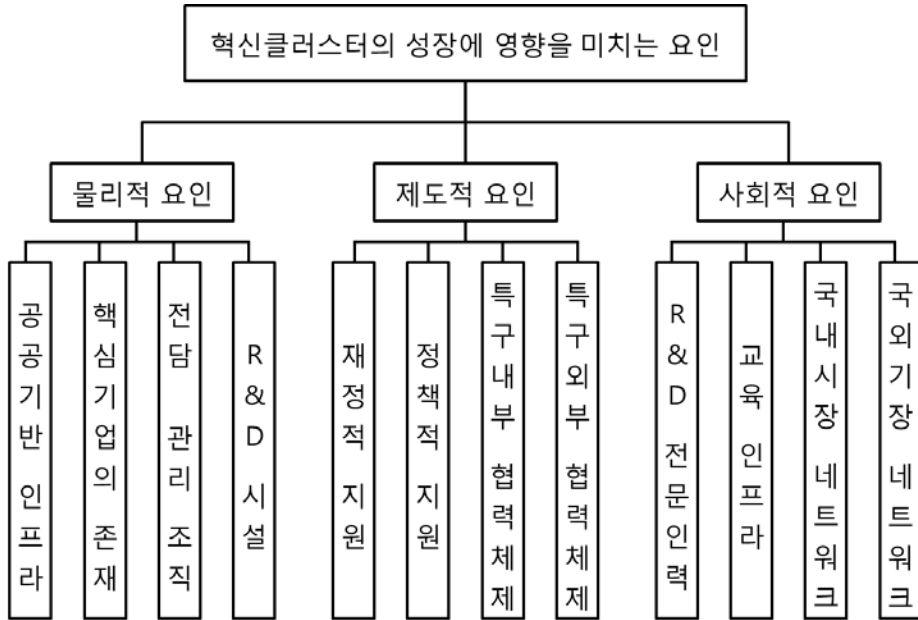 혁신클러스터의 성장에 영향을 미치는 요인
물리적 요인
제도적 요인
사회적 요인
공공기반 인프라
핵심기업의 존재
전담 관리 조직
R&D 시설
재정적 지원
정책적 지원
특구내부 협력체제
특구외부 협력체제
R&D 전문인력
교육 인프라
국내시장 네트워크
국외기장 네트워크